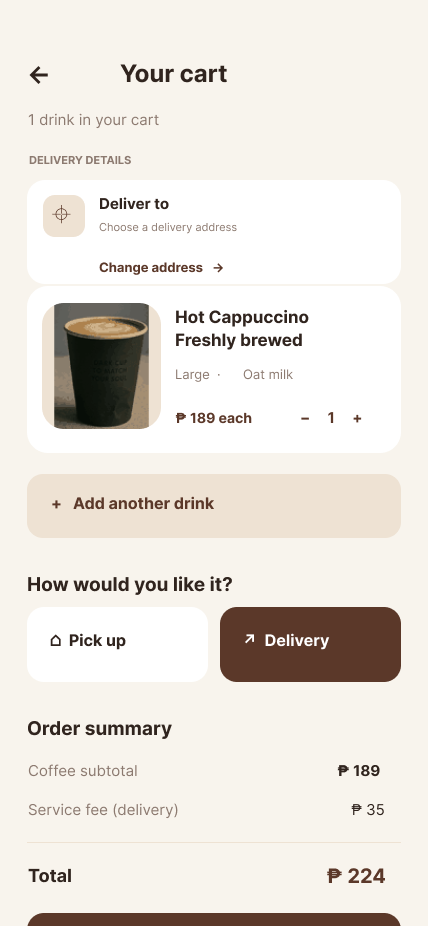 ← Your cart
1 drink in your cart
DELIVERY DETAILS
Deliver to
Choose a delivery address
Change address →
Hot Cappuccino
Freshly brewed
Large · Oat milk
₱ 189 each − 1 +
+ Add another drink
How would you like it?
⌂ Pick up
↗ Delivery
Order summary
Coffee subtotal ₱ 189
Service fee (delivery) ₱ 35
Total ₱ 224